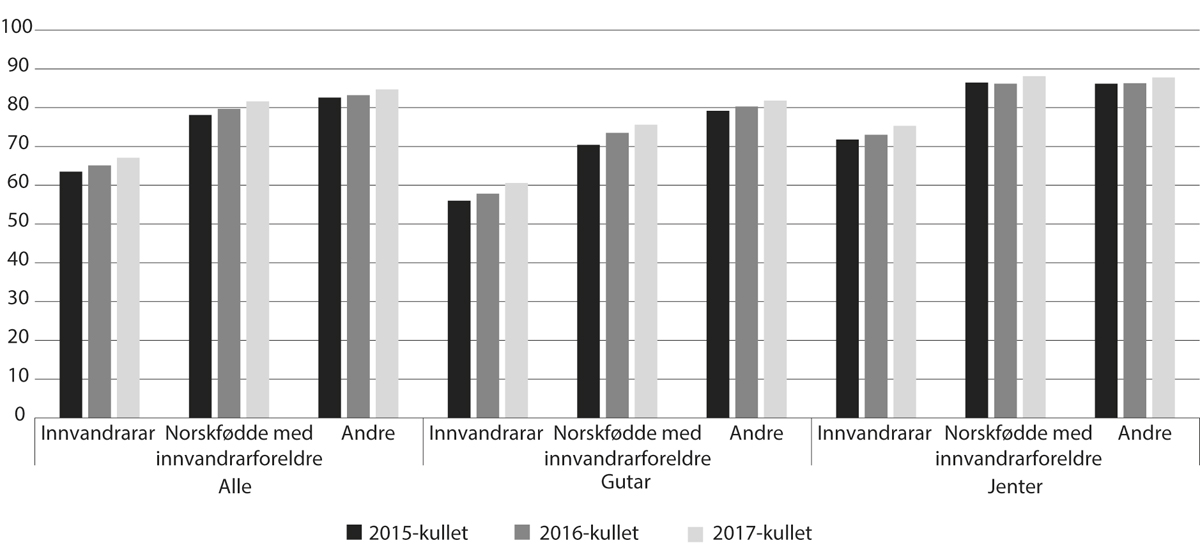 100
90
80
70
60
50
40
30
20
10
0
Innvandrarar Norskfødde med Andre Innvandrarar Norskfødde med Andre Innvandrarar Norskfødde med Andre
innvandrarforeldre innvandrarforeldre innvandrarforeldre
Alle Gutar Jenter
2015-kullet 2016-kullet 2017-kullet